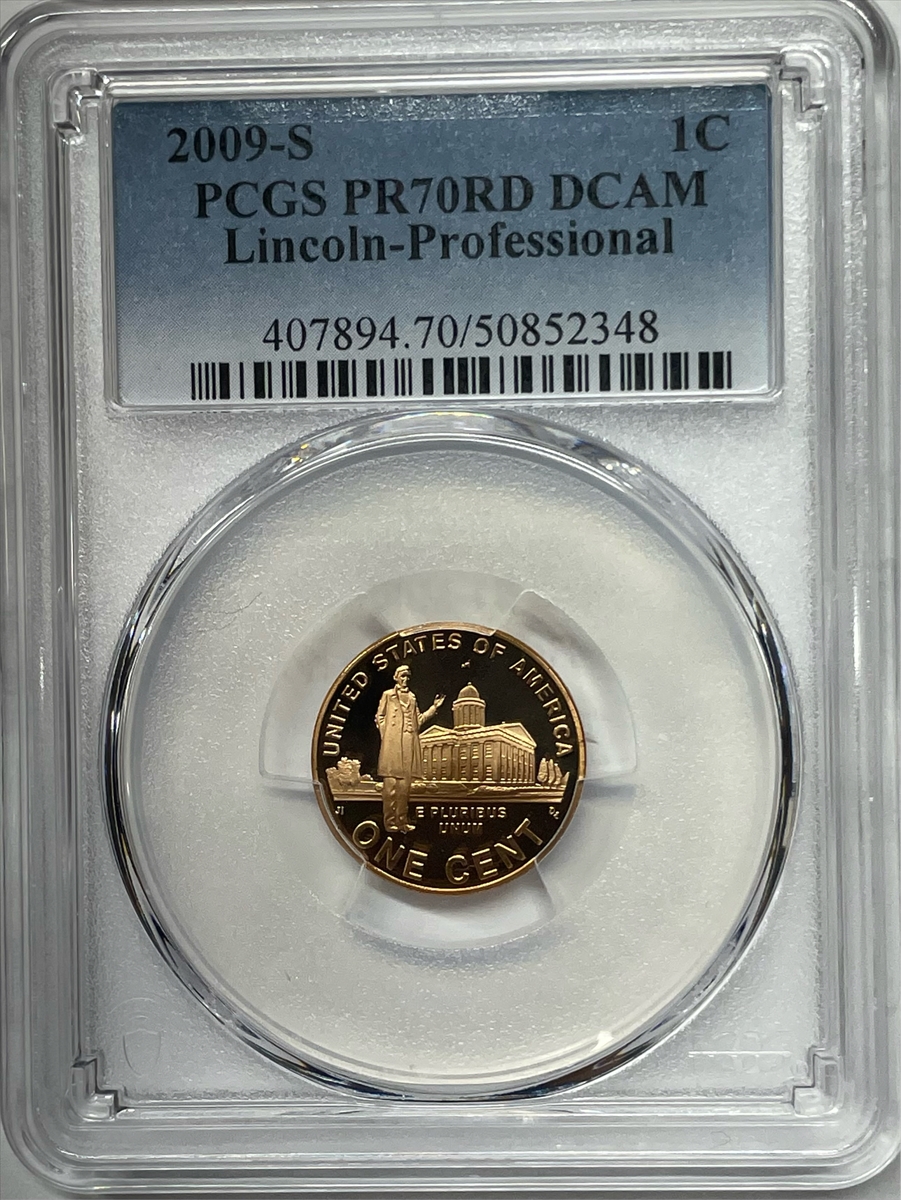 2009-S 1C
PCGS PR70RD DCAM
Lincoln-Professional
407894.70/50852348
UNITED STATES OF AMERICA
E PLURIBUS
UNUM
ONE CENT